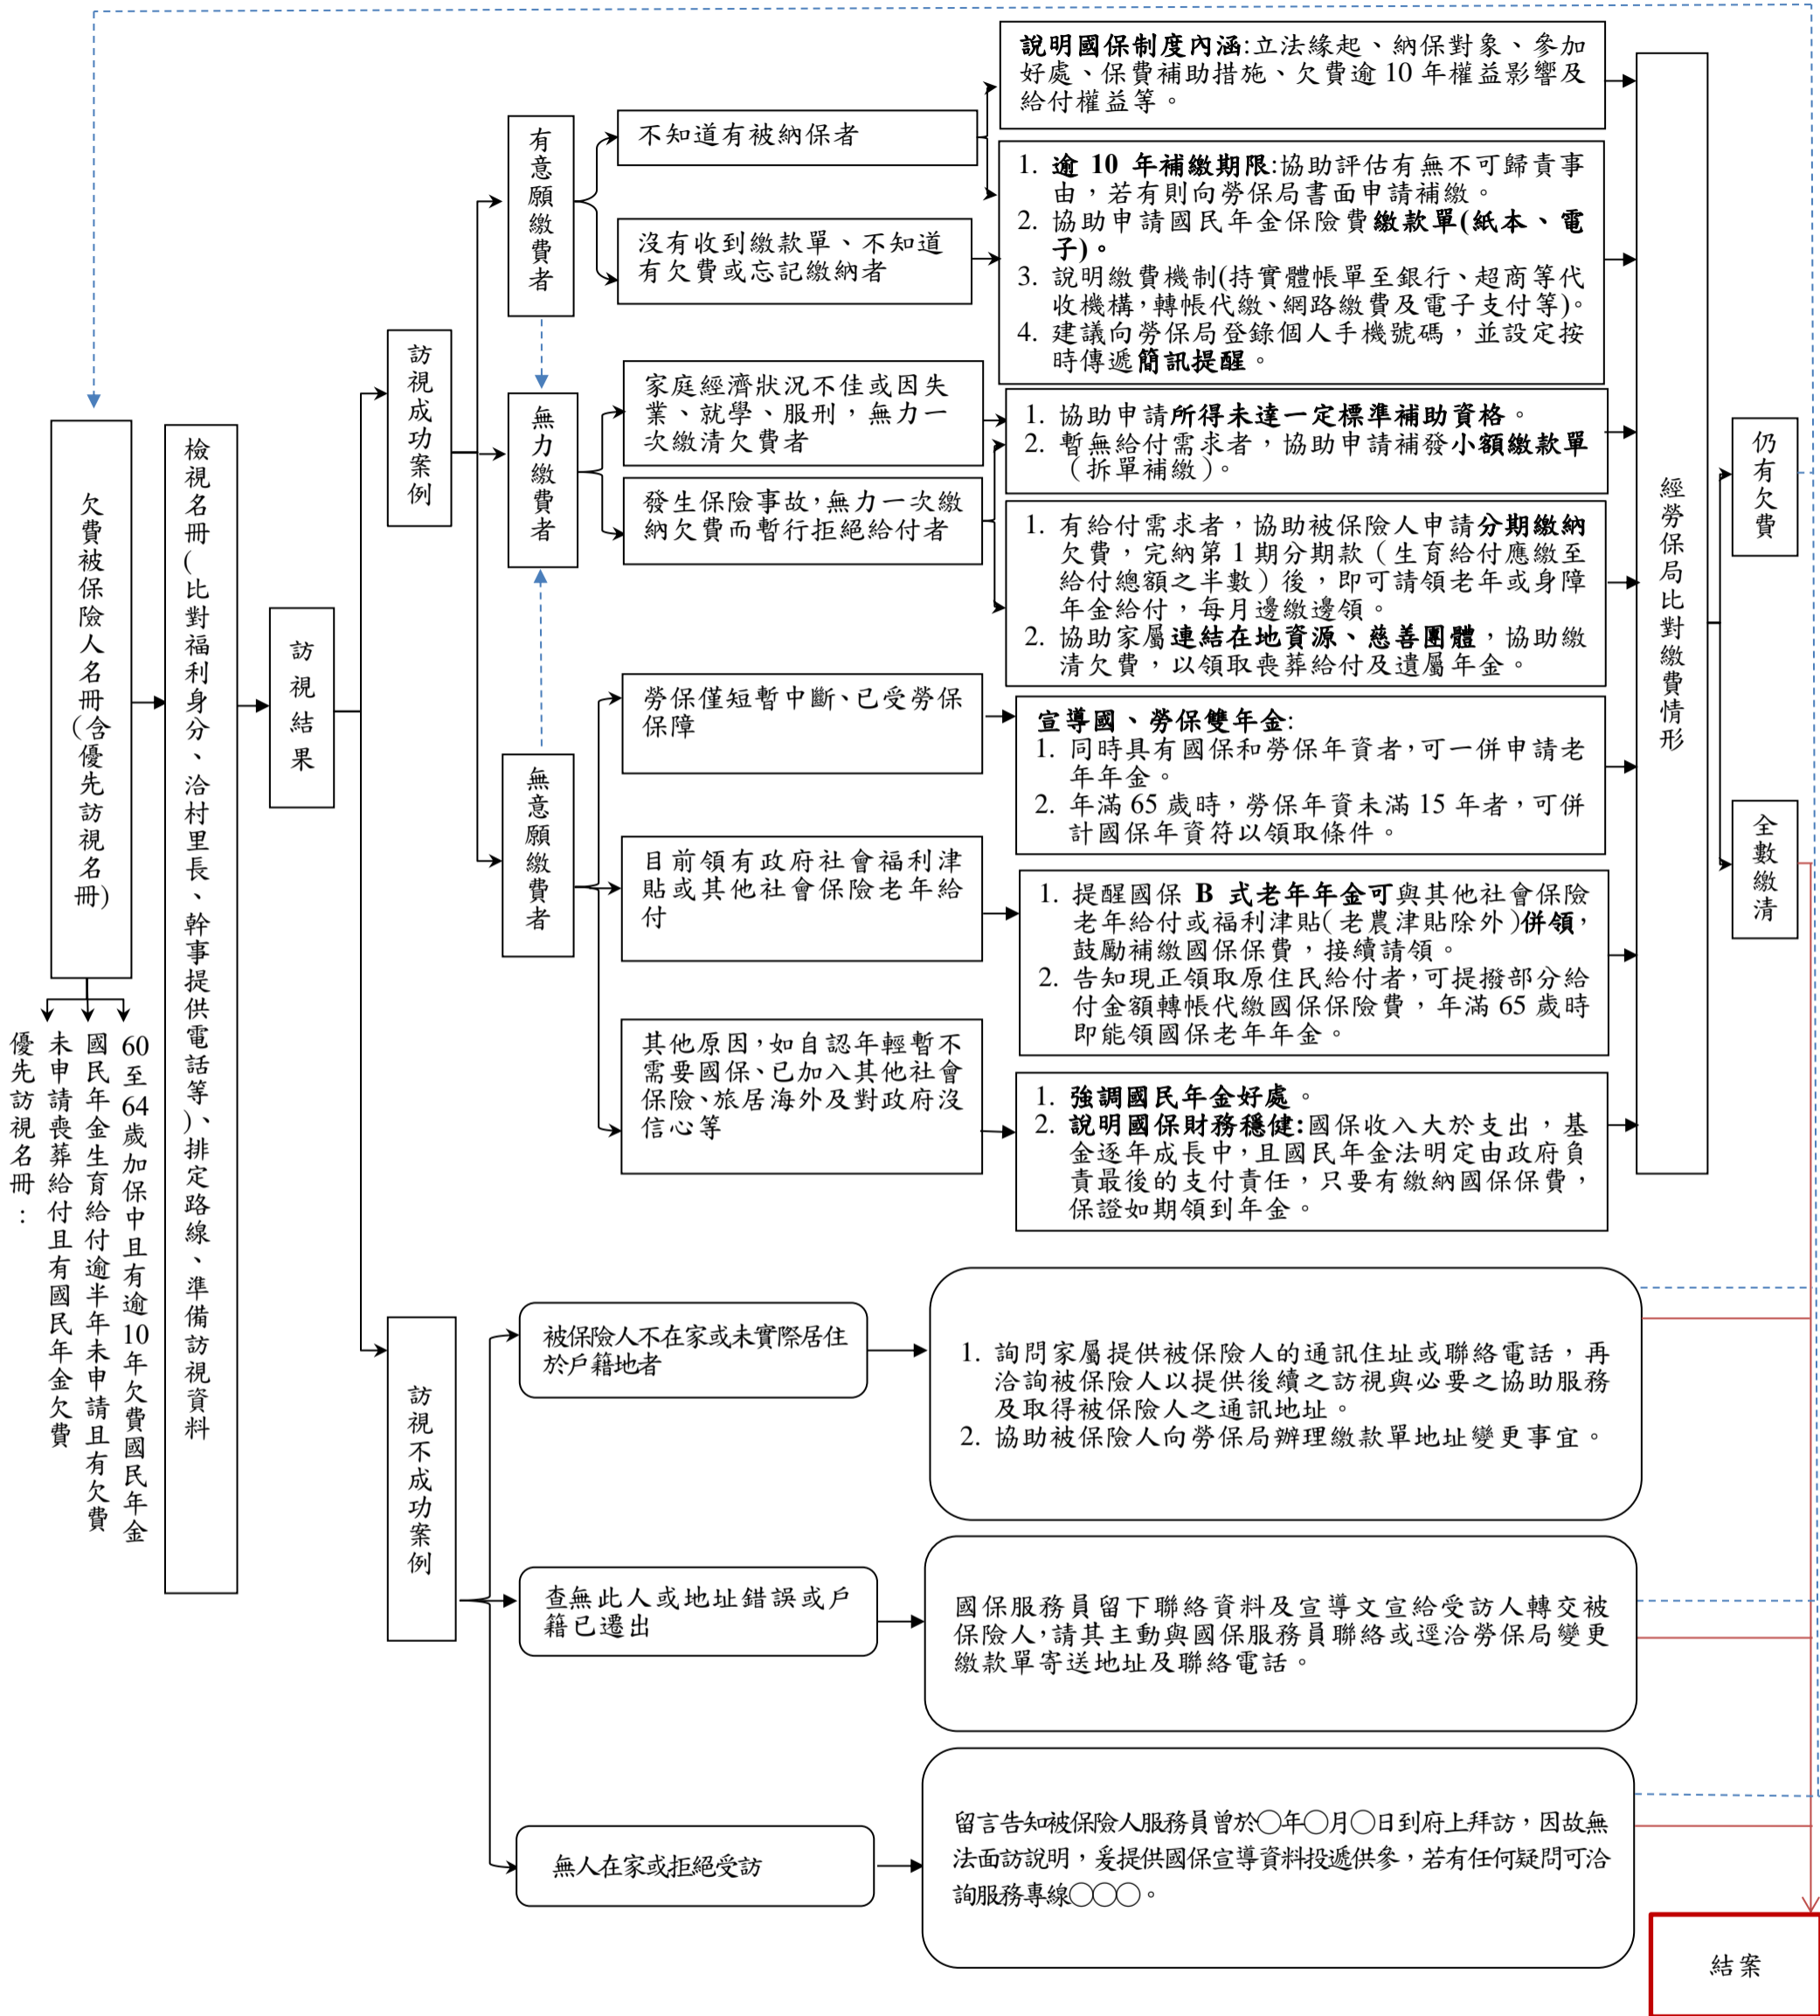 欠費被保險人名冊(含優先訪視名冊)
60至64歲加保中且有逾10年欠費國民年金
國民年金生育給付逾半年未申請且有欠費
未申請喪葬給付且有國民年金欠費
優先訪視名冊：
檢視名冊(比對福利身分、洽村里長、幹事提供電話等)、排定路線、準備訪視資料
訪視結果
訪視成功案例
有意願繳費者
不知道有被納保者
沒有收到繳款單、不知道
有欠費或忘記繳納者
說明國保制度內涵:立法緣起、納保對象、參加
好處、保費補助措施、欠費逾 10 年權益影響及
給付權益等。
1. 逾 10 年補繳期限:協助評估有無不可歸責事
由，若有則向勞保局書面申請補繳。
2. 協助申請國民年金保險費繳款單(紙本、電
子)。
3. 說明繳費機制(持實體帳單至銀行、超商等代
收機構，轉帳代繳、網路繳費及電子支付等)。
4. 建議向勞保局登錄個人手機號碼，並設定按
時傳遞簡訊提醒。
無力繳費者
家庭經濟狀況不佳或因失
業、就學、服刑，無力一
次繳清欠費者
發生保險事故，無力一次繳
納欠費而暫行拒絕給付者
1. 協助申請所得未達一定標準補助資格。
2. 暫無給付需求者，協助申請補發小額繳款單
（拆單補繳）。
1. 有給付需求者，協助被保險人申請分期繳納
欠費，完納第 1 期分期款（生育給付應繳至
給付總額之半數）後，即可請領老年或身障
年金給付，每月邊繳邊領。
2. 協助家屬連結在地資源、慈善團體，協助繳
清欠費，以領取喪葬給付及遺屬年金。
無意願繳費者
勞保僅短暫中斷、已受勞保
保障
宣導國、勞保雙年金:
1. 同時具有國保和勞保年資者，可一併申請老
年年金。
2. 年滿 65 歲時，勞保年資未滿 15 年者，可併
計國保年資符以領取條件。
目前領有政府社會福利津
貼或其他社會保險老年給
付
1. 提醒國保 B 式老年年金可與其他社會保險
老年給付或福利津貼(老農津貼除外)併領，
鼓勵補繳國保保費，接續請領。
2. 告知現正領取原住民給付者，可提撥部分給
付金額轉帳代繳國保保險費，年滿 65 歲時
即能領國保老年年金。
其他原因，如自認年輕暫不
需要國保、已加入其他社會
保險、旅居海外及對政府沒
信心等
1. 強調國民年金好處。
2. 說明國保財務穩健:國保收入大於支出，基
金逐年成長中，且國民年金法明定由政府負
責最後的支付責任，只要有繳納國保保費，
保證如期領到年金。
經勞保局比對繳費情形
仍有欠費
全數繳清
訪視不成功案例
被保險人不在家或未實際居住
於戶籍地者
1. 詢問家屬提供被保險人的通訊住址或聯絡電話，再
洽詢被保險人以提供後續之訪視與必要之協助服務
及取得被保險人之通訊地址。
2. 協助被保險人向勞保局辦理繳款單地址變更事宜。
查無此人或地址錯誤或戶
籍已遷出
國保服務員留下聯絡資料及宣導文宣給受訪人轉交被
保險人，請其主動與國保服務員聯絡或逕洽勞保局變更
繳款單寄送地址及聯絡電話。
無人在家或拒絕受訪
留言告知被保險人服務員曾於○年○月○日到府上拜訪，因故無
法面訪說明，爰提供國保宣導資料投遞供參，若有任何疑問可洽
詢服務專線○○○。
結案